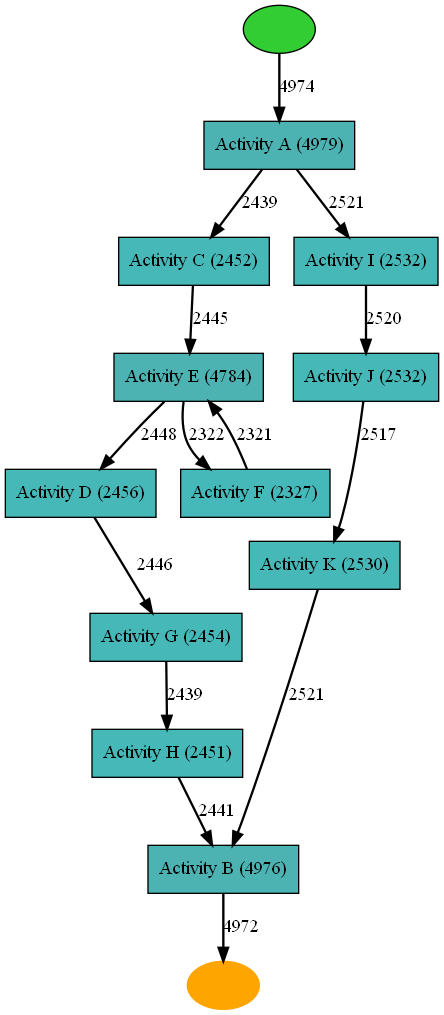 4974
Activity A (4979)
2439
2521
Activity C (2452)
Activity I (2532)
2445
2520
Activity E (4784)
Activity J (2532)
2448
2322
2321
2517
Activity D (2456)
Activity F (2327)
2446
Activity K (2530)
Activity G (2454)
2439
2521
Activity H (2451)
2441
Activity B (4976)
4972